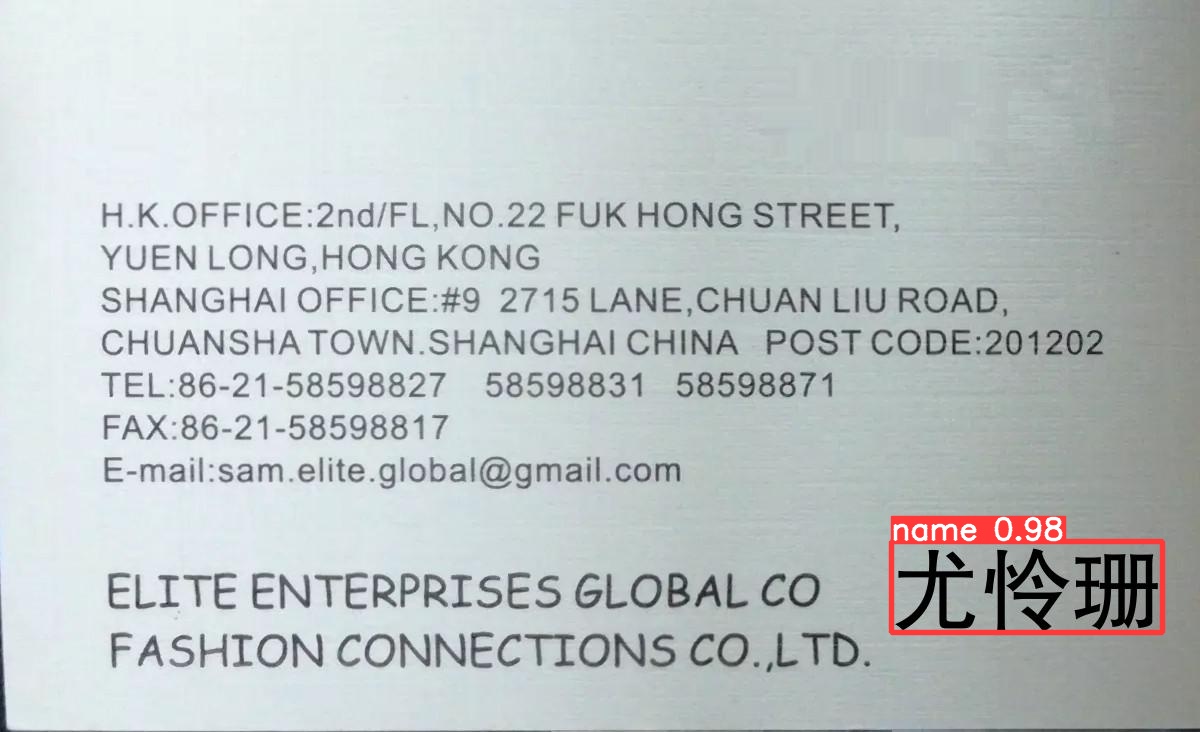 H.K.OFFICE:2nd/FL,NO.22 FUK HONG STREET,
YUEN LONG,HONG KONG
SHANGHAI OFFICE:#9 2715 LANE,CHUAN LIU ROAD,
CHUANSHA TOWN.SHANGHAI CHINA POST CODE:201202
TEL:86-21-58598827 58598831 58598871
FAX:86-21-58598817
E-mail:sam.elite.global@gmail.com
name 0.98
尤怜珊
ELITE ENTERPRISES GLOBAL CO
FASHION CONNECTIONS CO.,LTD.